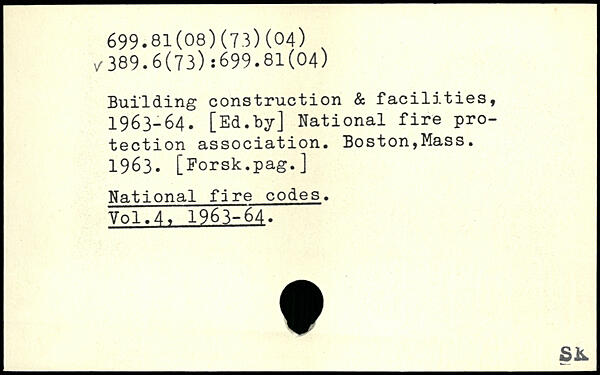 699.81(08)(73)(04)
✓389.6(73):699.81(04)
Building construction & facilities,
1963-64. [Ed.by] National fire pro-
tection association. Boston,Mass.
1963. [Forsk.pag.]
National fire codes.
Vol.4, 1963-64.
Sk